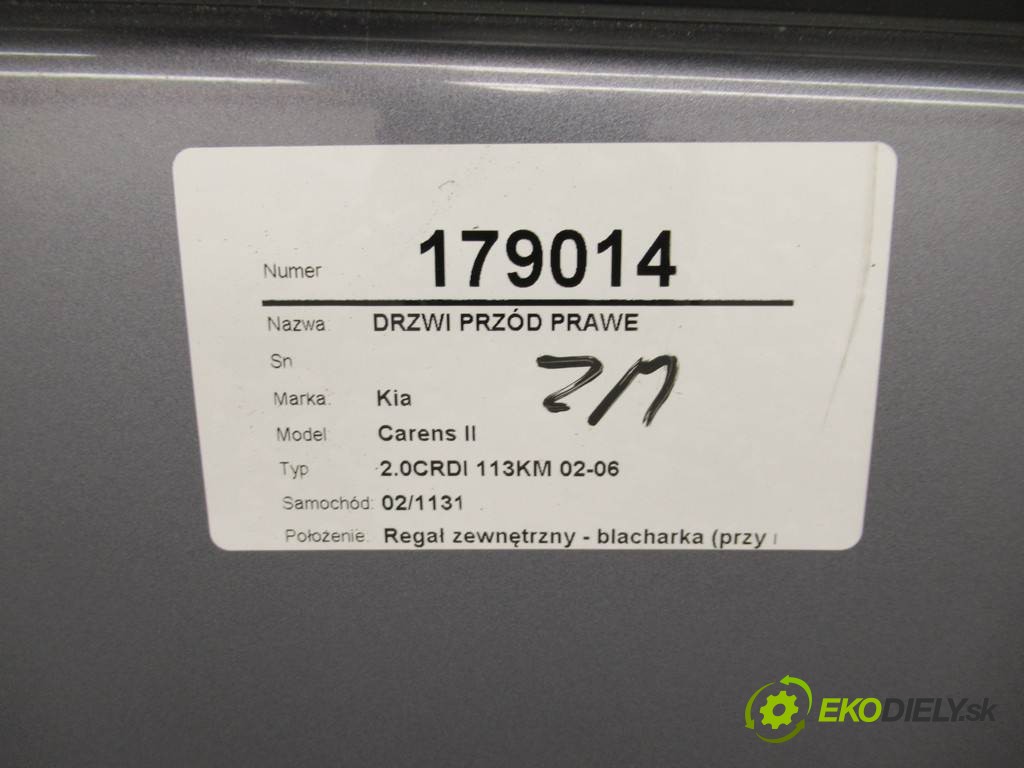 Numer 179014
Nazwa: DRZWI PRZÓD PRAWE
Sn
Marka: Kia
Model: Carens II
Typ 2.0CRDI 113KM 02-06
Samochód: 02/1131
Położenie: Regał zewnętrzny - blacharka (przy
EKODIELY.sk